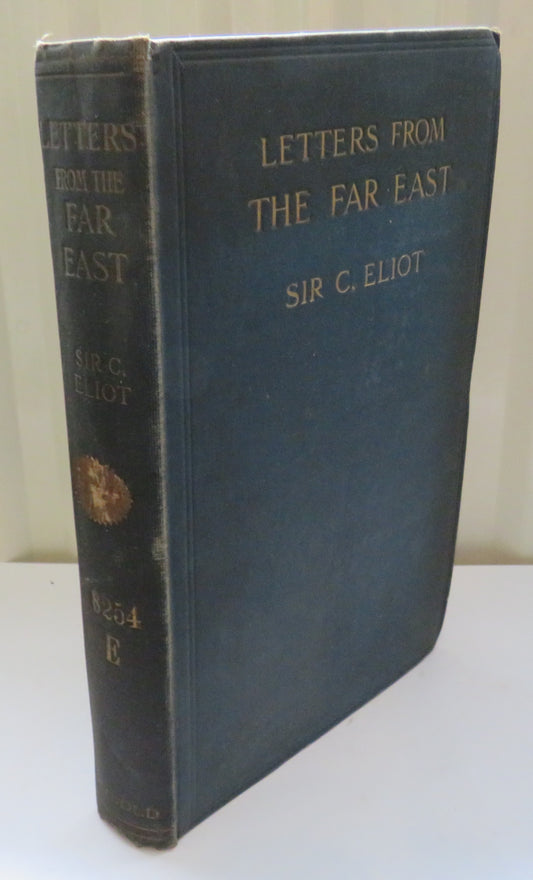 LETTERS
FROM THE
FAR
EAST
SIR C.
ELIOT
8254
E
LETTERS FROM
THE FAR EAST
SIR C. ELIOT